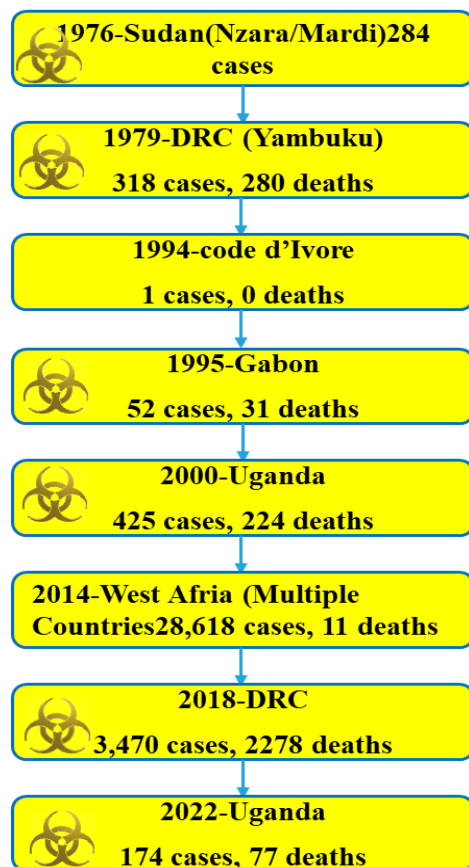 1976-Sudan(Nzara/Mardi)284
cases
1979-DRC (Yambuku)
318 cases, 280 deaths
1994-code d’Ivore
1 cases, 0 deaths
1995-Gabon
52 cases, 31 deaths
2000-Uganda
425 cases, 224 deaths
2014-West Afria (Multiple
Countries28,618 cases, 11 deaths
2018-DRC
3,470 cases, 2278 deaths
2022-Uganda
174 cases, 77 deaths